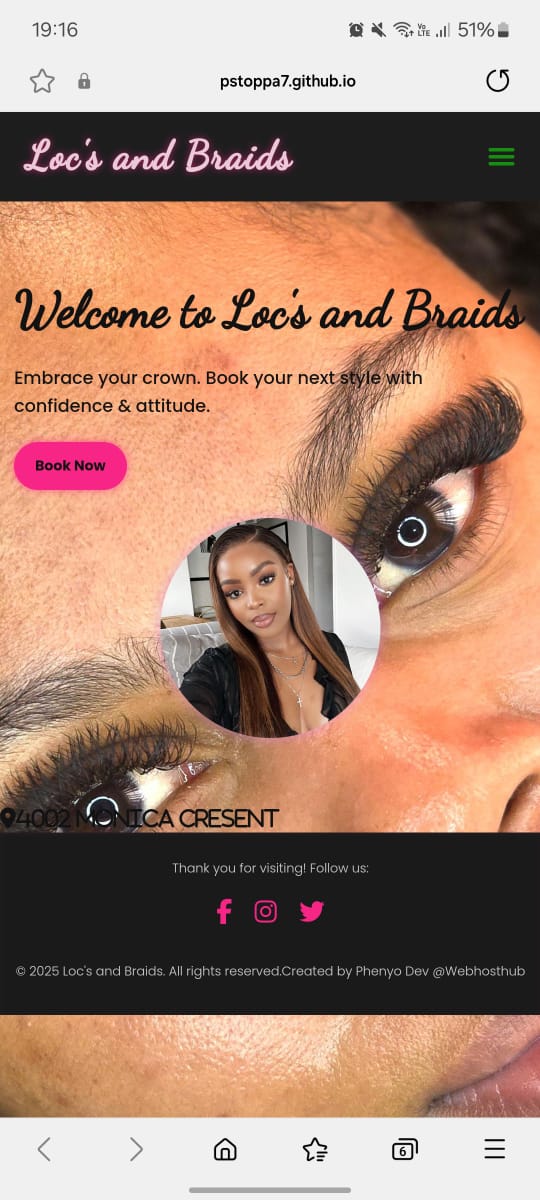 19:16
Vo
LTE
51%
pstoppa7.github.io
Loc's and Braids
Welcome to Loc's and Braids
Embrace your crown. Book your next style with
confidence & attitude.
Book Now
4002 MONICA CRESENT
Thank you for visiting! Follow us:
© 2025 Loc's and Braids. All rights reserved.Created by Phenyo Dev @Webhosthub
6